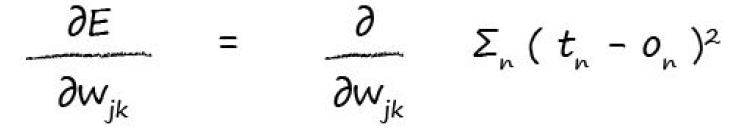 ∂E/∂w_jk = ∂/∂w_jk Σ_n ( t_n - o_n )²